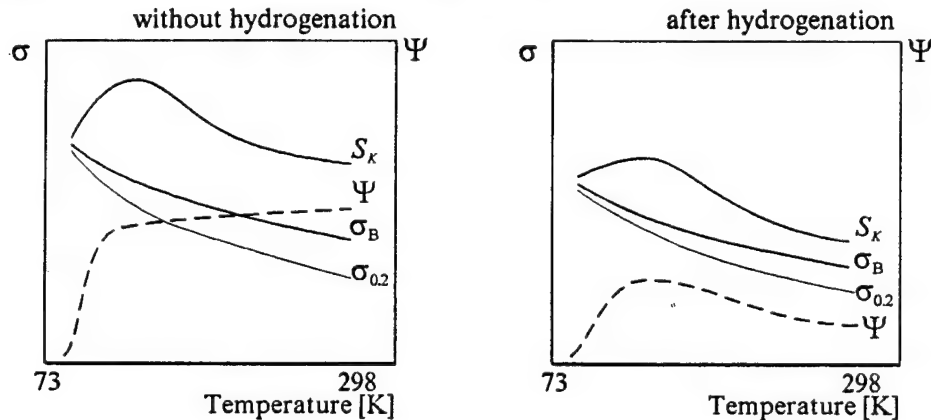 without hydrogenation
σ
Ψ
S_K
Ψ
σ_B
σ_0.2
73
298
Temperature [K]
after hydrogenation
σ
Ψ
S_K
σ_B
σ_0.2
Ψ
73
298
Temperature [K]